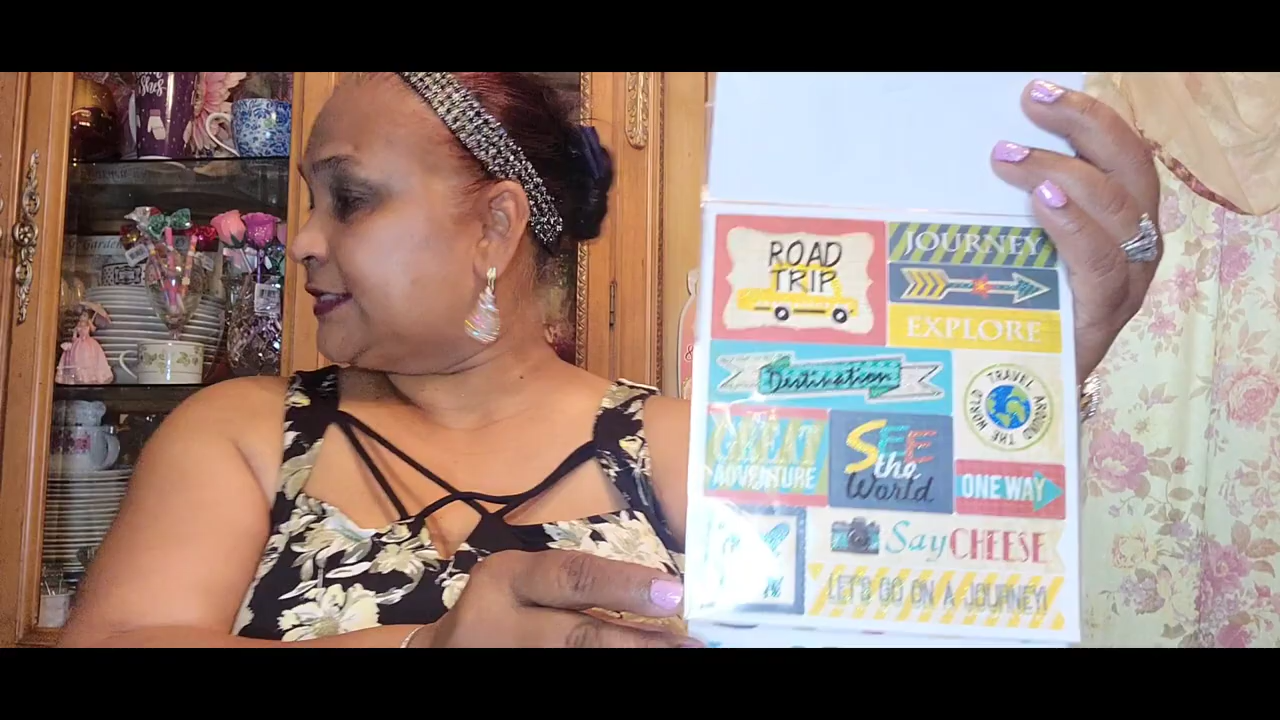 ROAD
TRIP
JOURNEY
EXPLORE
Destination
TRAVEL AROUND THE WORLD
GREAT
ADVENTURE
SEE
the
World
ONE WAY
Say CHEESE
LET'S GO ON A JOURNEY!